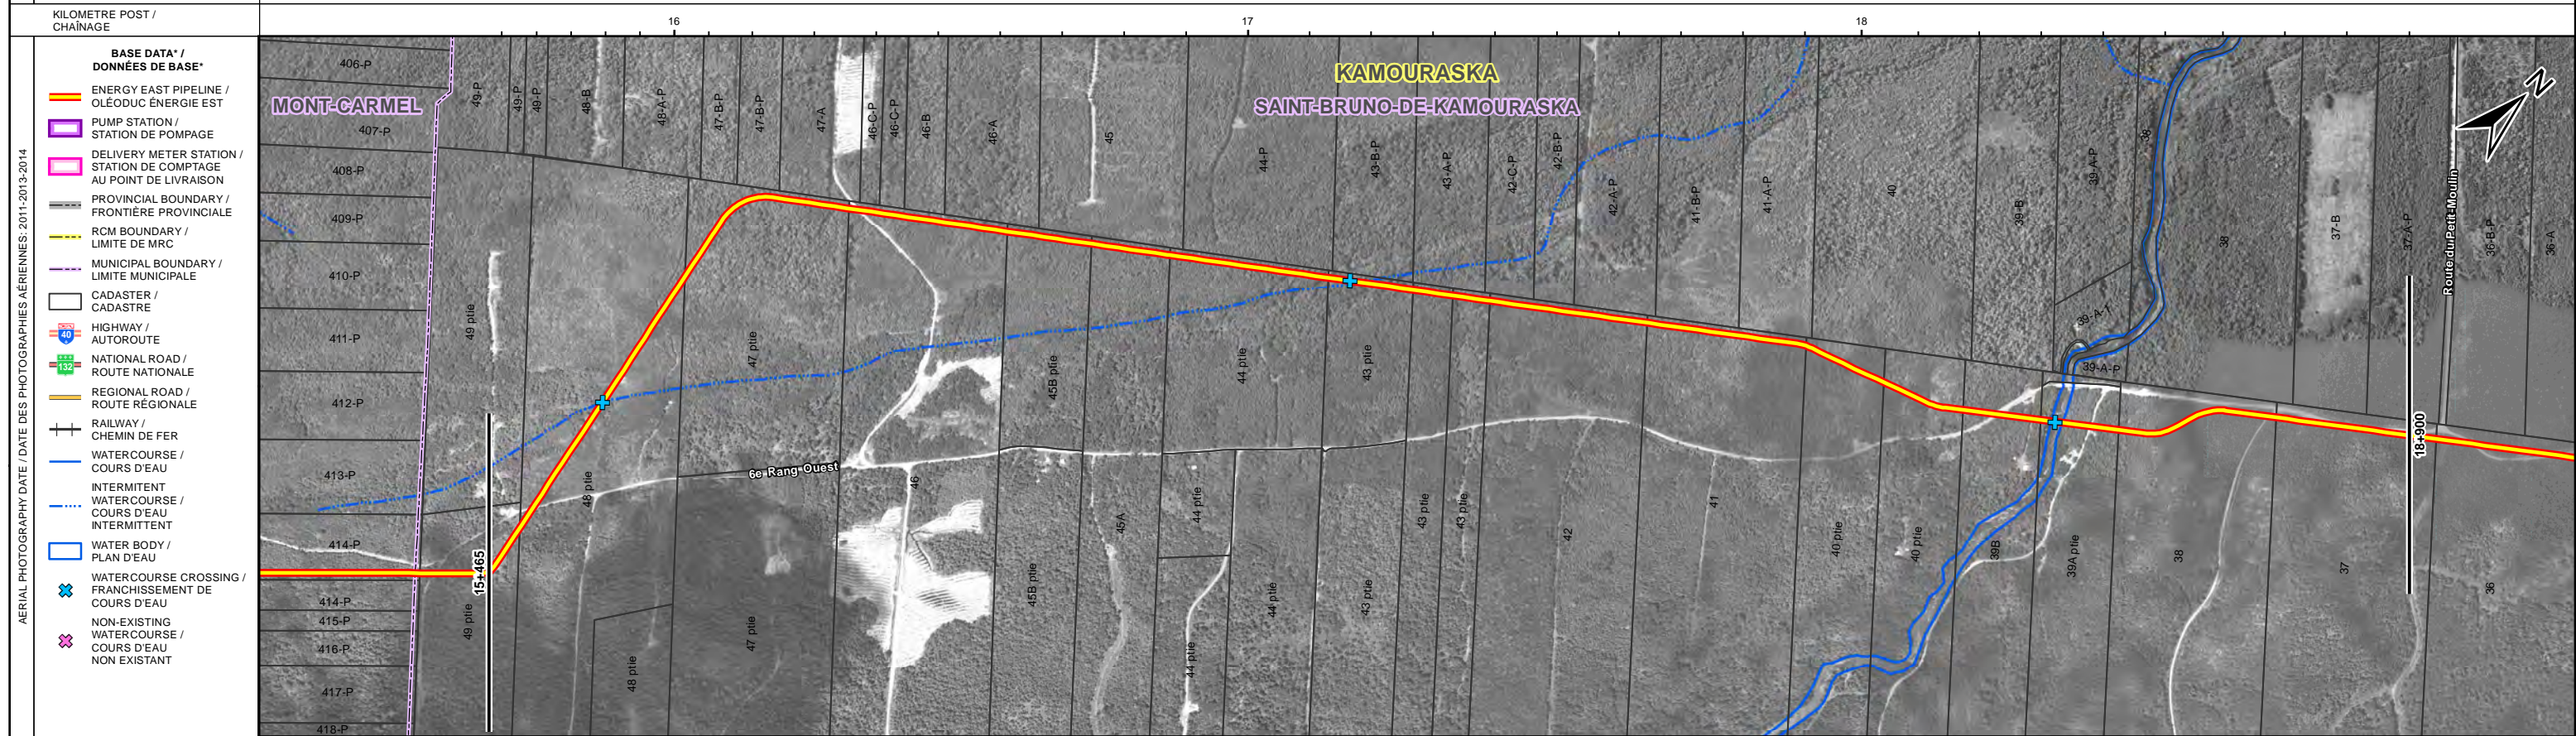 KILOMETRE POST /
CHAÎNAGE
16
17
18
AERIAL PHOTOGRAPHY DATE / DATE DES PHOTOGRAPHIES AÉRIENNES: 2011-2013-2014
BASE DATA* /
DONNÉES DE BASE*
ENERGY EAST PIPELINE /
OLÉODUC ÉNERGIE EST
PUMP STATION /
STATION DE POMPAGE
DELIVERY METER STATION /
STATION DE COMPTAGE
AU POINT DE LIVRAISON
PROVINCIAL BOUNDARY /
FRONTIÈRE PROVINCIALE
RCM BOUNDARY /
LIMITE DE MRC
MUNICIPAL BOUNDARY /
LIMITE MUNICIPALE
CADASTER /
CADASTRE
40
HIGHWAY /
AUTOROUTE
132
NATIONAL ROAD /
ROUTE NATIONALE
REGIONAL ROAD /
ROUTE RÉGIONALE
RAILWAY /
CHEMIN DE FER
WATERCOURSE /
COURS D'EAU
INTERMITENT
WATERCOURSE /
COURS D'EAU
INTERMITTENT
WATER BODY /
PLAN D'EAU
WATERCOURSE CROSSING /
FRANCHISSEMENT DE
COURS D'EAU
NON-EXISTING
WATERCOURSE /
COURS D'EAU
NON EXISTANT
KAMOURASKA
MONT-CARMEL
SAINT-BRUNO-DE-KAMOURASKA
N
406-P
407-P
408-P
409-P
410-P
411-P
412-P
413-P
414-P
414-P
415-P
416-P
417-P
418-P
49-P
49-P
49-P
48-B
48-A-P
47-B-P
47-B-P
47-A
46-C-P
46-C-P
46-B
46-A
45
44-P
43-B-P
43-A-P
42-C-P
42-B-P
42-A-P
41-B-P
41-A-P
40
39-B
39-A-P
38
38
37-B
37-A-P
Route du Petit-Moulin
36-B-P
36-A
39-A-P
49 ptie
47 ptie
45B ptie
44 ptie
43 ptie
6e Rang Ouest
48 ptie
46
45A
44 ptie
43 ptie
43 ptie
42
41
40 ptie
40 ptie
39B
39A ptie
38
37
36
15+465
18+900
49 ptie
48 ptie
47 ptie
45B ptie
44 ptie
44 ptie
43 ptie